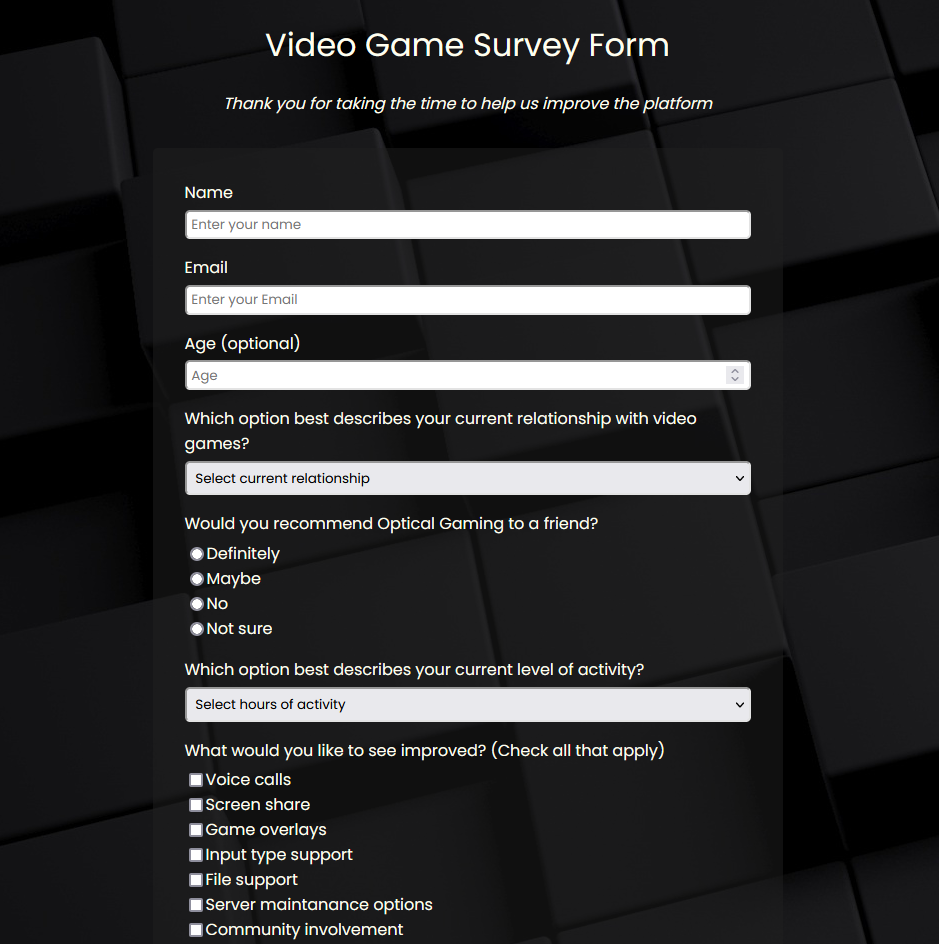 Video Game Survey Form
Thank you for taking the time to help us improve the platform
Name
Enter your name
Email
Enter your Email
Age (optional)
Age
Which option best describes your current relationship with video
games?
Select current relationship
Would you recommend Optical Gaming to a friend?
Definitely
Maybe
No
Not sure
Which option best describes your current level of activity?
Select hours of activity
What would you like to see improved? (Check all that apply)
Voice calls
Screen share
Game overlays
Input type support
File support
Server maintanance options
Community involvement